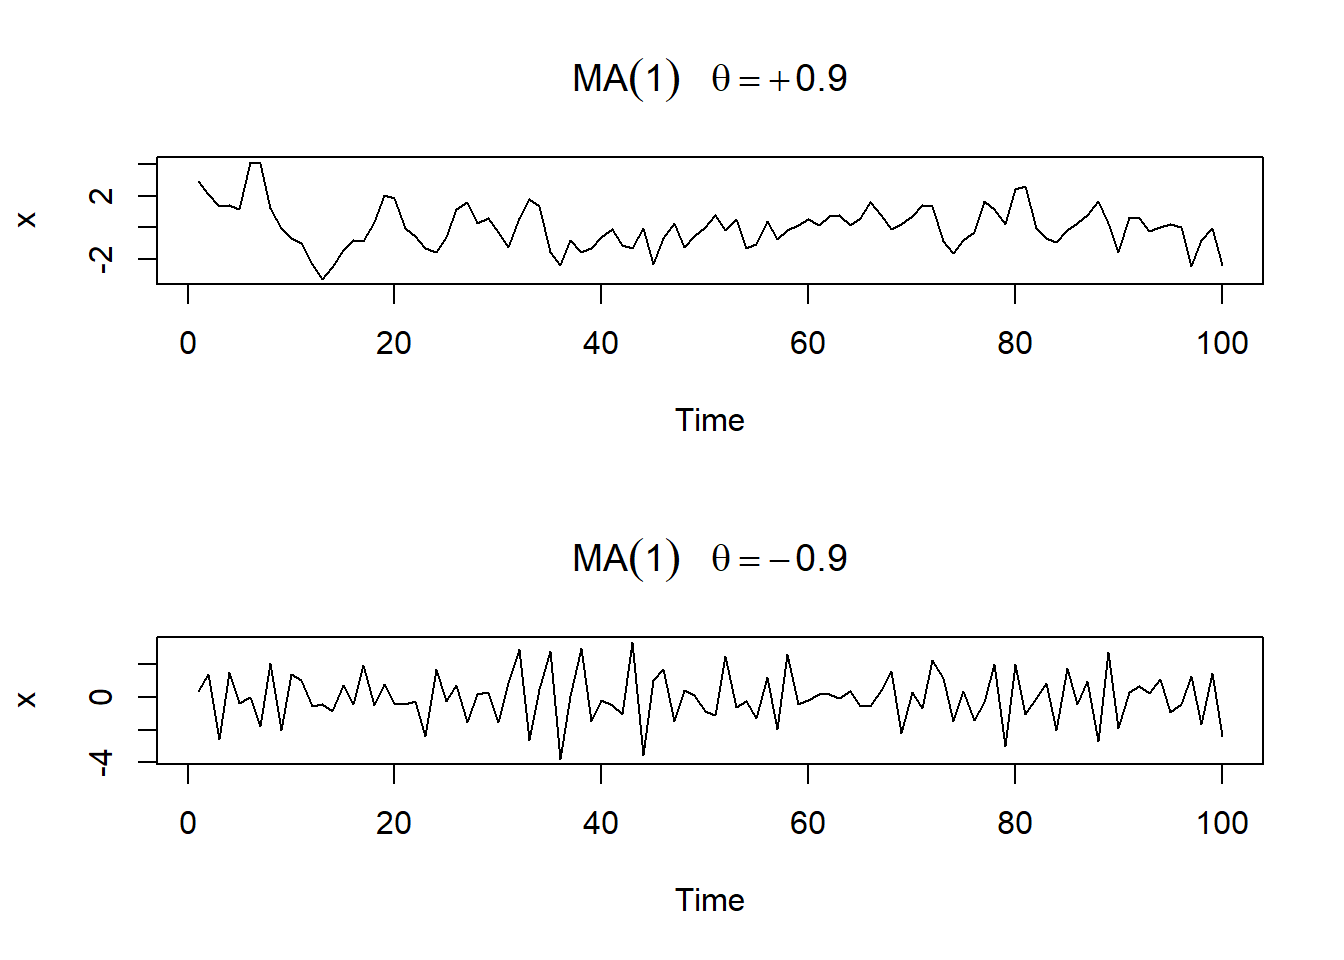 MA(1) θ = +0.9
x
2
-2
0 20 40 60 80 100
Time
MA(1) θ = −0.9
x
0
-4
0 20 40 60 80 100
Time